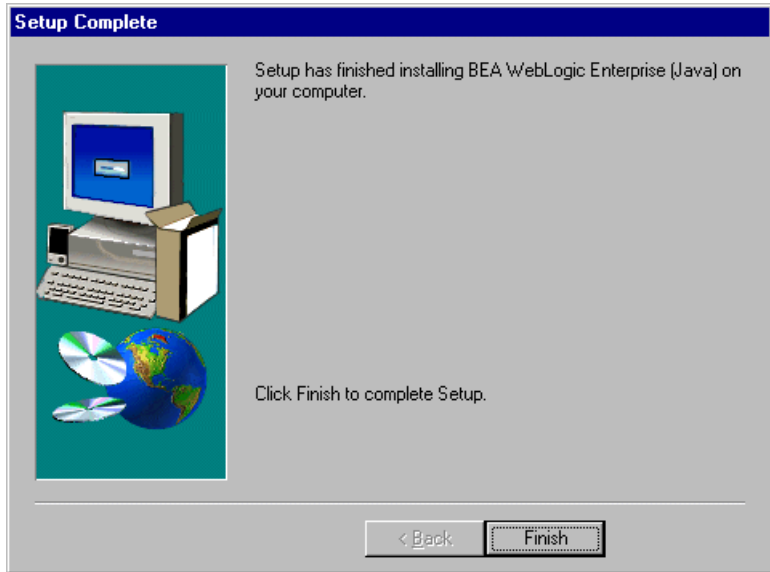 Setup Complete
Setup has finished installing BEA WebLogic Enterprise (Java) on
your computer.
Click Finish to complete Setup.
< Back
Finish